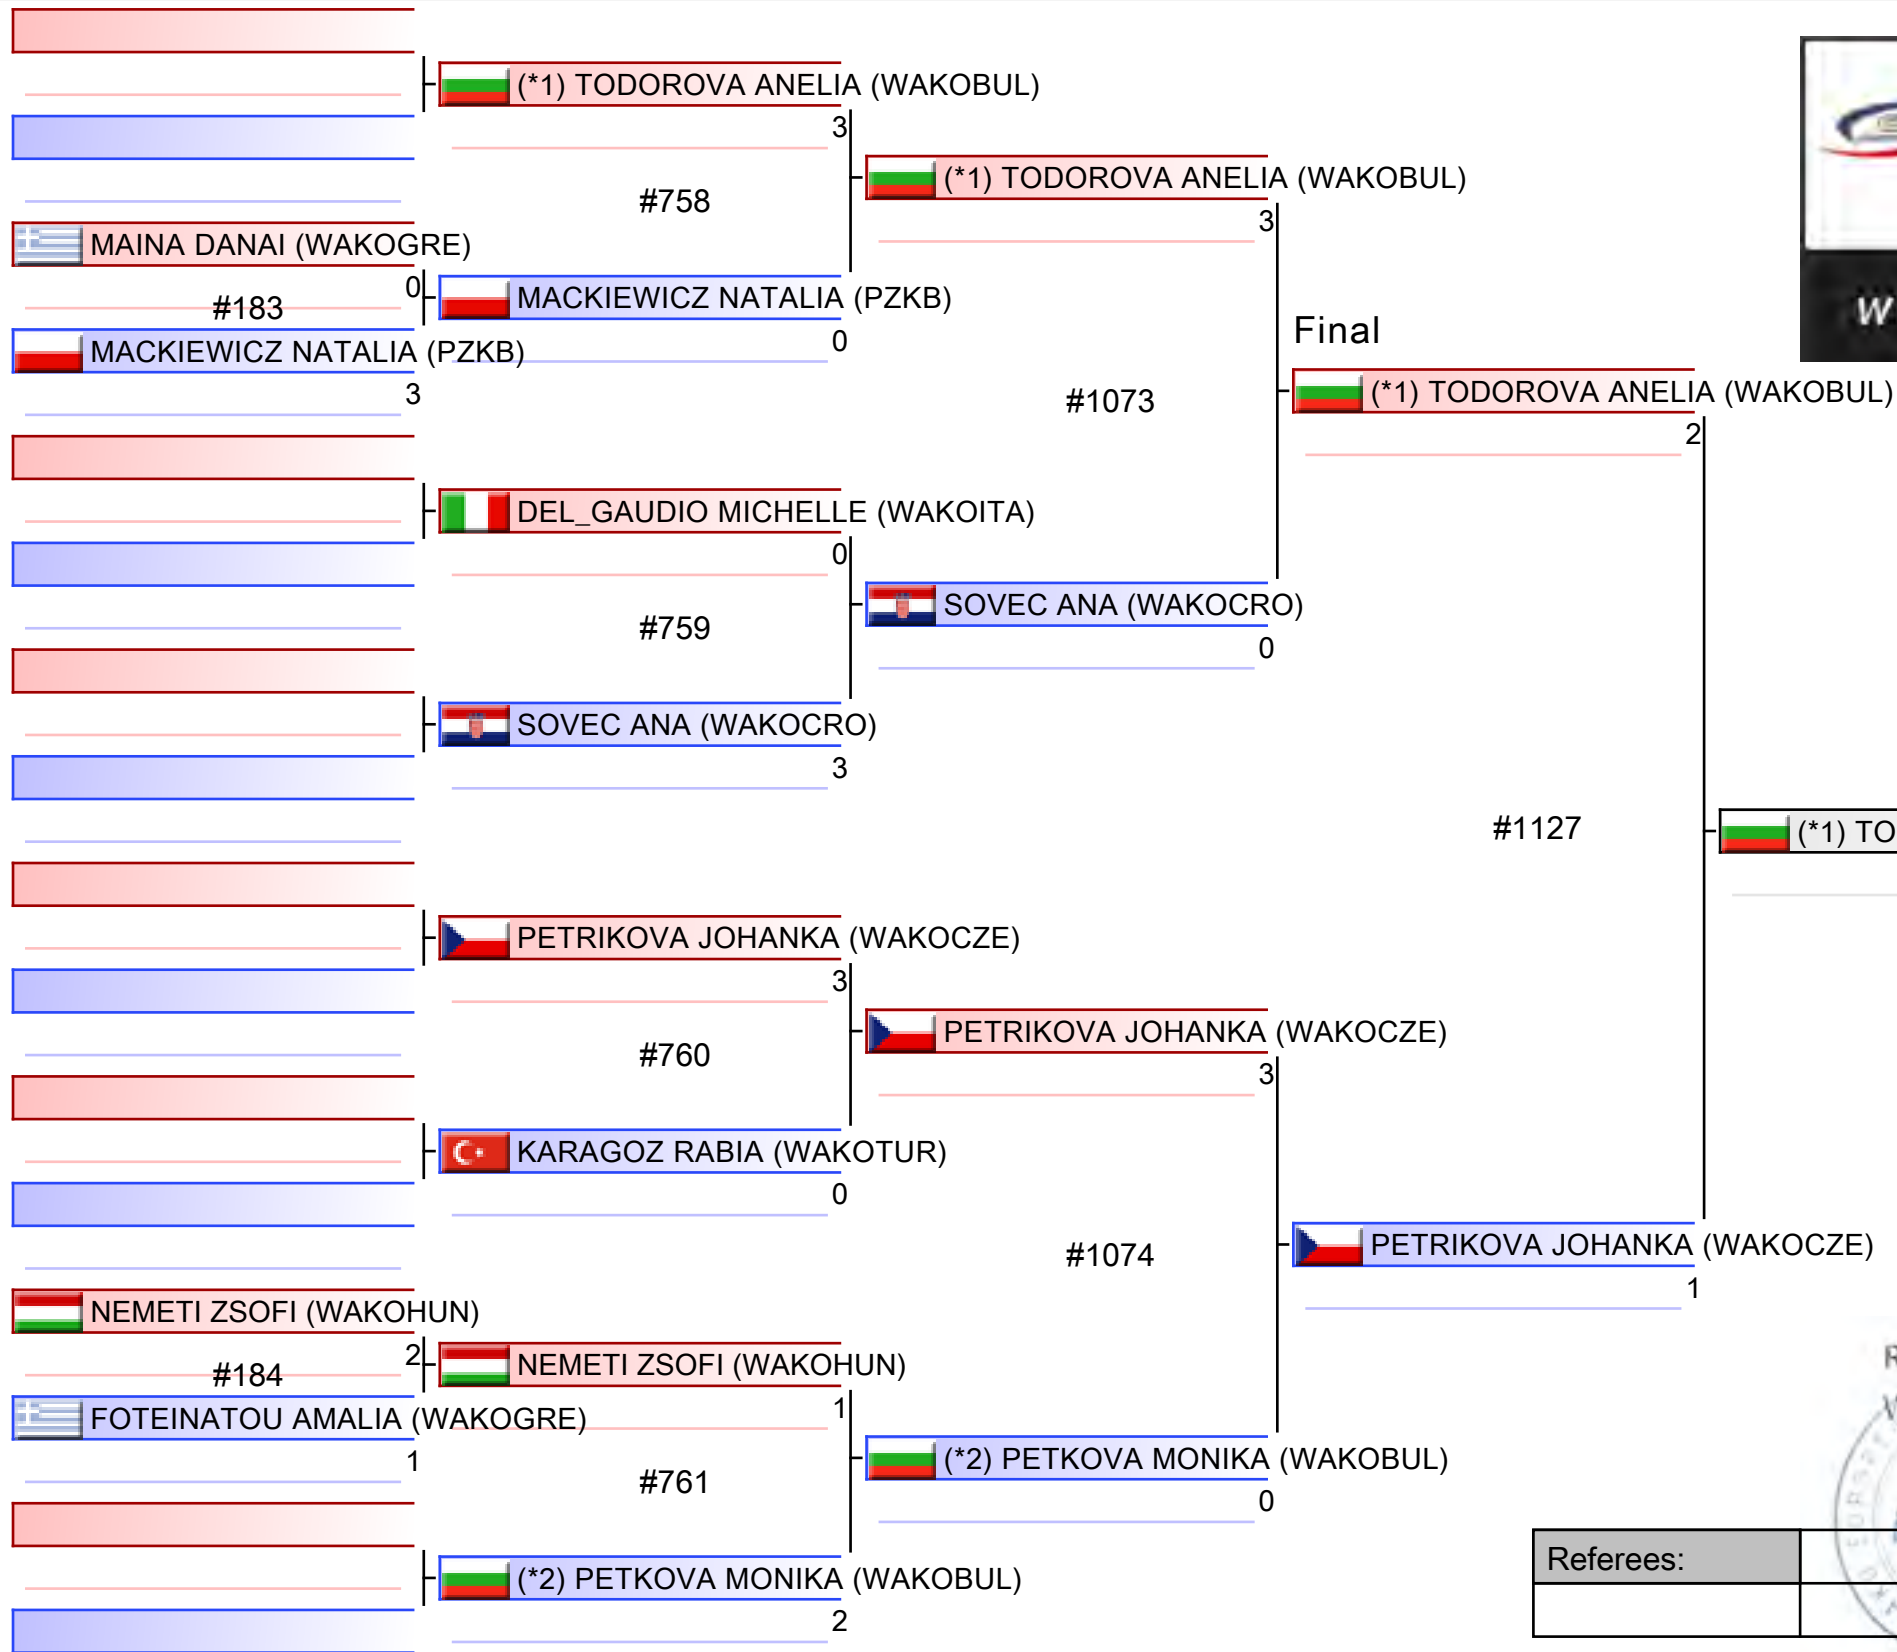 (*1) TODOROVA ANELIA (WAKOBUL)
3
#758
(*1) TODOROVA ANELIA (WAKOBUL)
3
MAINA DANAI (WAKOGRE)
0
#183
MACKIEWICZ NATALIA (PZKB)
0
W
Final
MACKIEWICZ NATALIA (PZKB)
3
#1073
(*1) TODOROVA ANELIA (WAKOBUL)
2
DEL_GAUDIO MICHELLE (WAKOITA)
0
SOVEC ANA (WAKOCRO)
0
#759
SOVEC ANA (WAKOCRO)
3
#1127
(*1) TO
PETRIKOVA JOHANKA (WAKOCZE)
3
PETRIKOVA JOHANKA (WAKOCZE)
3
#760
KARAGOZ RABIA (WAKOTUR)
0
#1074
PETRIKOVA JOHANKA (WAKOCZE)
1
NEMETI ZSOFI (WAKOHUN)
2
#184
NEMETI ZSOFI (WAKOHUN)
1
FOTEINATOU AMALIA (WAKOGRE)
1
#761
(*2) PETKOVA MONIKA (WAKOBUL)
0
(*2) PETKOVA MONIKA (WAKOBUL)
2
Referees: